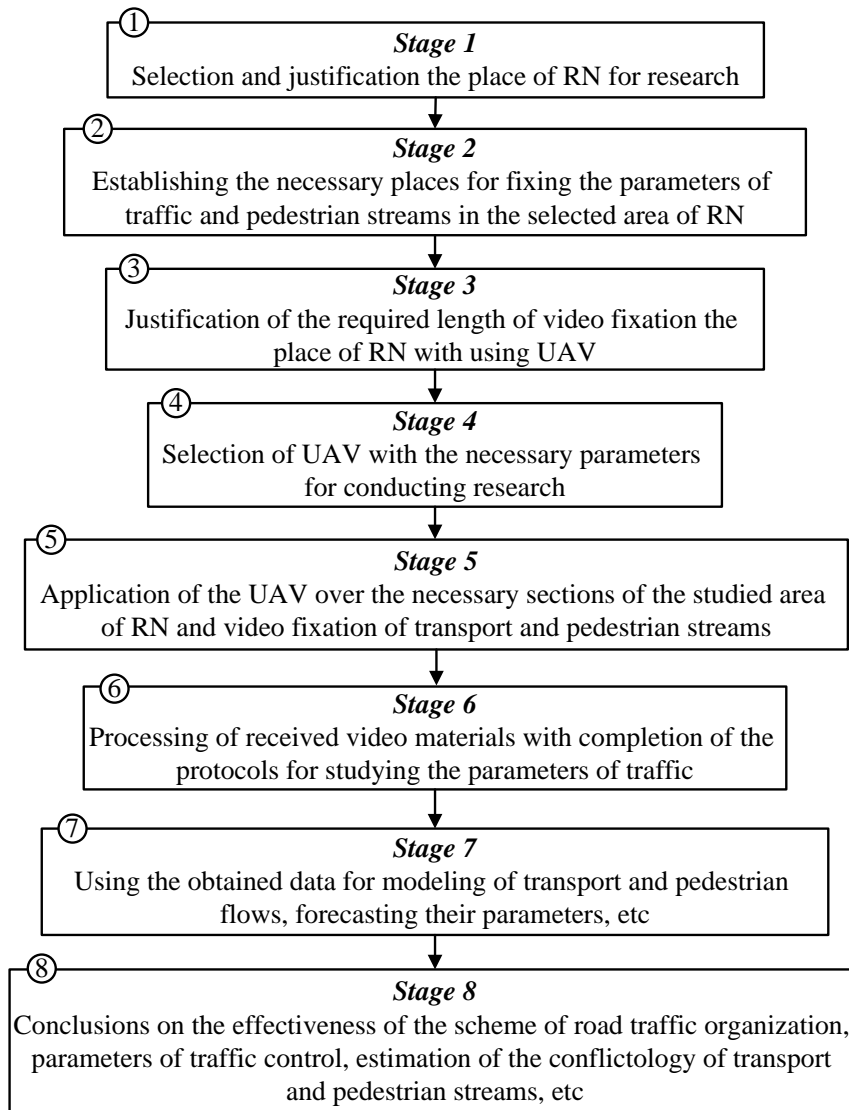 1
Stage 1
Selection and justification the place of RN for research
2
Stage 2
Establishing the necessary places for fixing the parameters of
traffic and pedestrian streams in the selected area of RN
3
Stage 3
Justification of the required length of video fixation the
place of RN with using UAV
4
Stage 4
Selection of UAV with the necessary parameters
for conducting research
5
Stage 5
Application of the UAV over the necessary sections of the studied area
of RN and video fixation of transport and pedestrian streams
6
Stage 6
Processing of received video materials with completion of the
protocols for studying the parameters of traffic
7
Stage 7
Using the obtained data for modeling of transport and pedestrian
flows, forecasting their parameters, etc
8
Stage 8
Conclusions on the effectiveness of the scheme of road traffic organization,
parameters of traffic control, estimation of the conflictology of transport
and pedestrian streams, etc